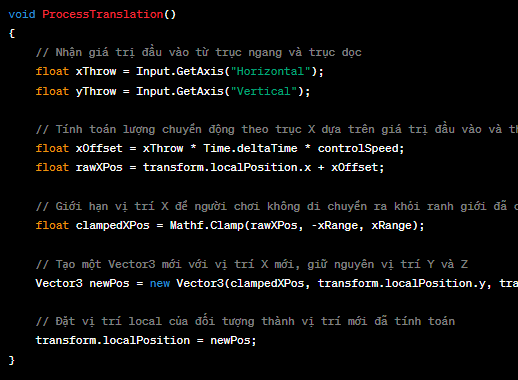 void ProcessTranslation()
{
// Nhận giá trị đầu vào từ trục ngang và trục dọc
float xThrow = Input.GetAxis("Horizontal");
float yThrow = Input.GetAxis("Vertical");
// Tính toán lượng chuyển động theo trục X dựa trên giá trị đầu vào và
float xOffset = xThrow * Time.deltaTime * controlSpeed;
float rawXPos = transform.localPosition.x + xOffset;
// Giới hạn vị trí X để người chơi không di chuyển ra khỏi ranh giới đã
float clampedXPos = Mathf.Clamp(rawXPos, -xRange, xRange);
// Tạo một Vector3 mới với vị trí X mới, giữ nguyên vị trí Y và Z
Vector3 newPos = new Vector3(clampedXPos, transform.localPosition.y,
// Đặt vị trí local của đối tượng thành vị trí mới đã tính toán
transform.localPosition = newPos;
}